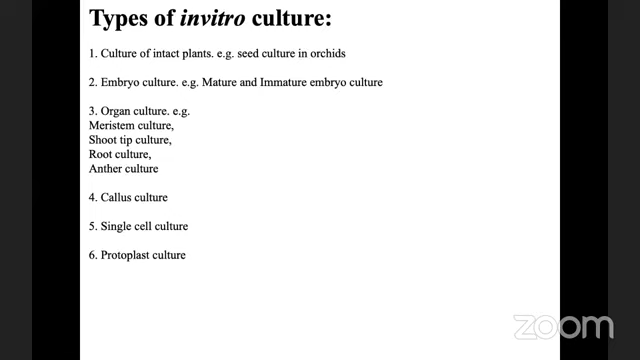 Types of invitro culture:
1. Culture of intact plants. e.g. seed culture in orchids
2. Embryo culture. e.g. Mature and Immature embryo culture
3. Organ culture. e.g.
Meristem culture,
Shoot tip culture,
Root culture,
Anther culture
4. Callus culture
5. Single cell culture
6. Protoplast culture
zoom